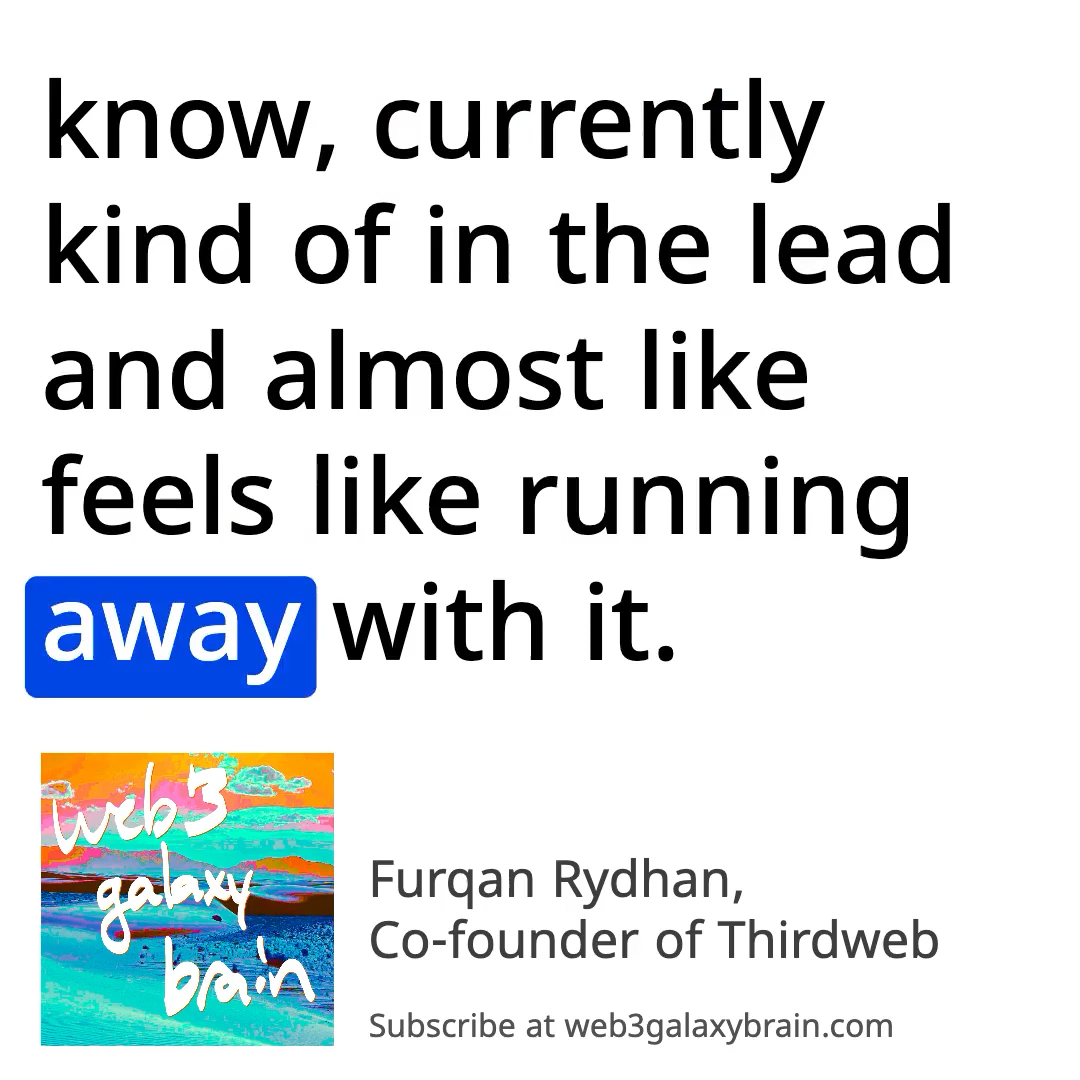 know, currently
kind of in the lead
and almost like
feels like running
away with it.
web3
galaxy
brain
Furqan Rydhan,
Co-founder of Thirdweb
Subscribe at web3galaxybrain.com